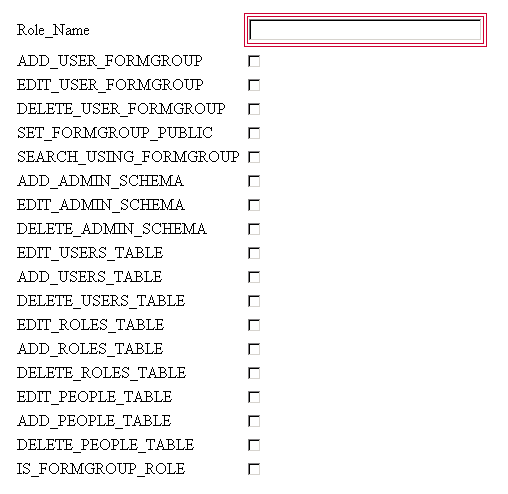 Role_Name
ADD_USER_FORMGROUP
EDIT_USER_FORMGROUP
DELETE_USER_FORMGROUP
SET_FORMGROUP_PUBLIC
SEARCH_USING_FORMGROUP
ADD_ADMIN_SCHEMA
EDIT_ADMIN_SCHEMA
DELETE_ADMIN_SCHEMA
EDIT_USERS_TABLE
ADD_USERS_TABLE
DELETE_USERS_TABLE
EDIT_ROLES_TABLE
ADD_ROLES_TABLE
DELETE_ROLES_TABLE
EDIT_PEOPLE_TABLE
ADD_PEOPLE_TABLE
DELETE_PEOPLE_TABLE
IS_FORMGROUP_ROLE